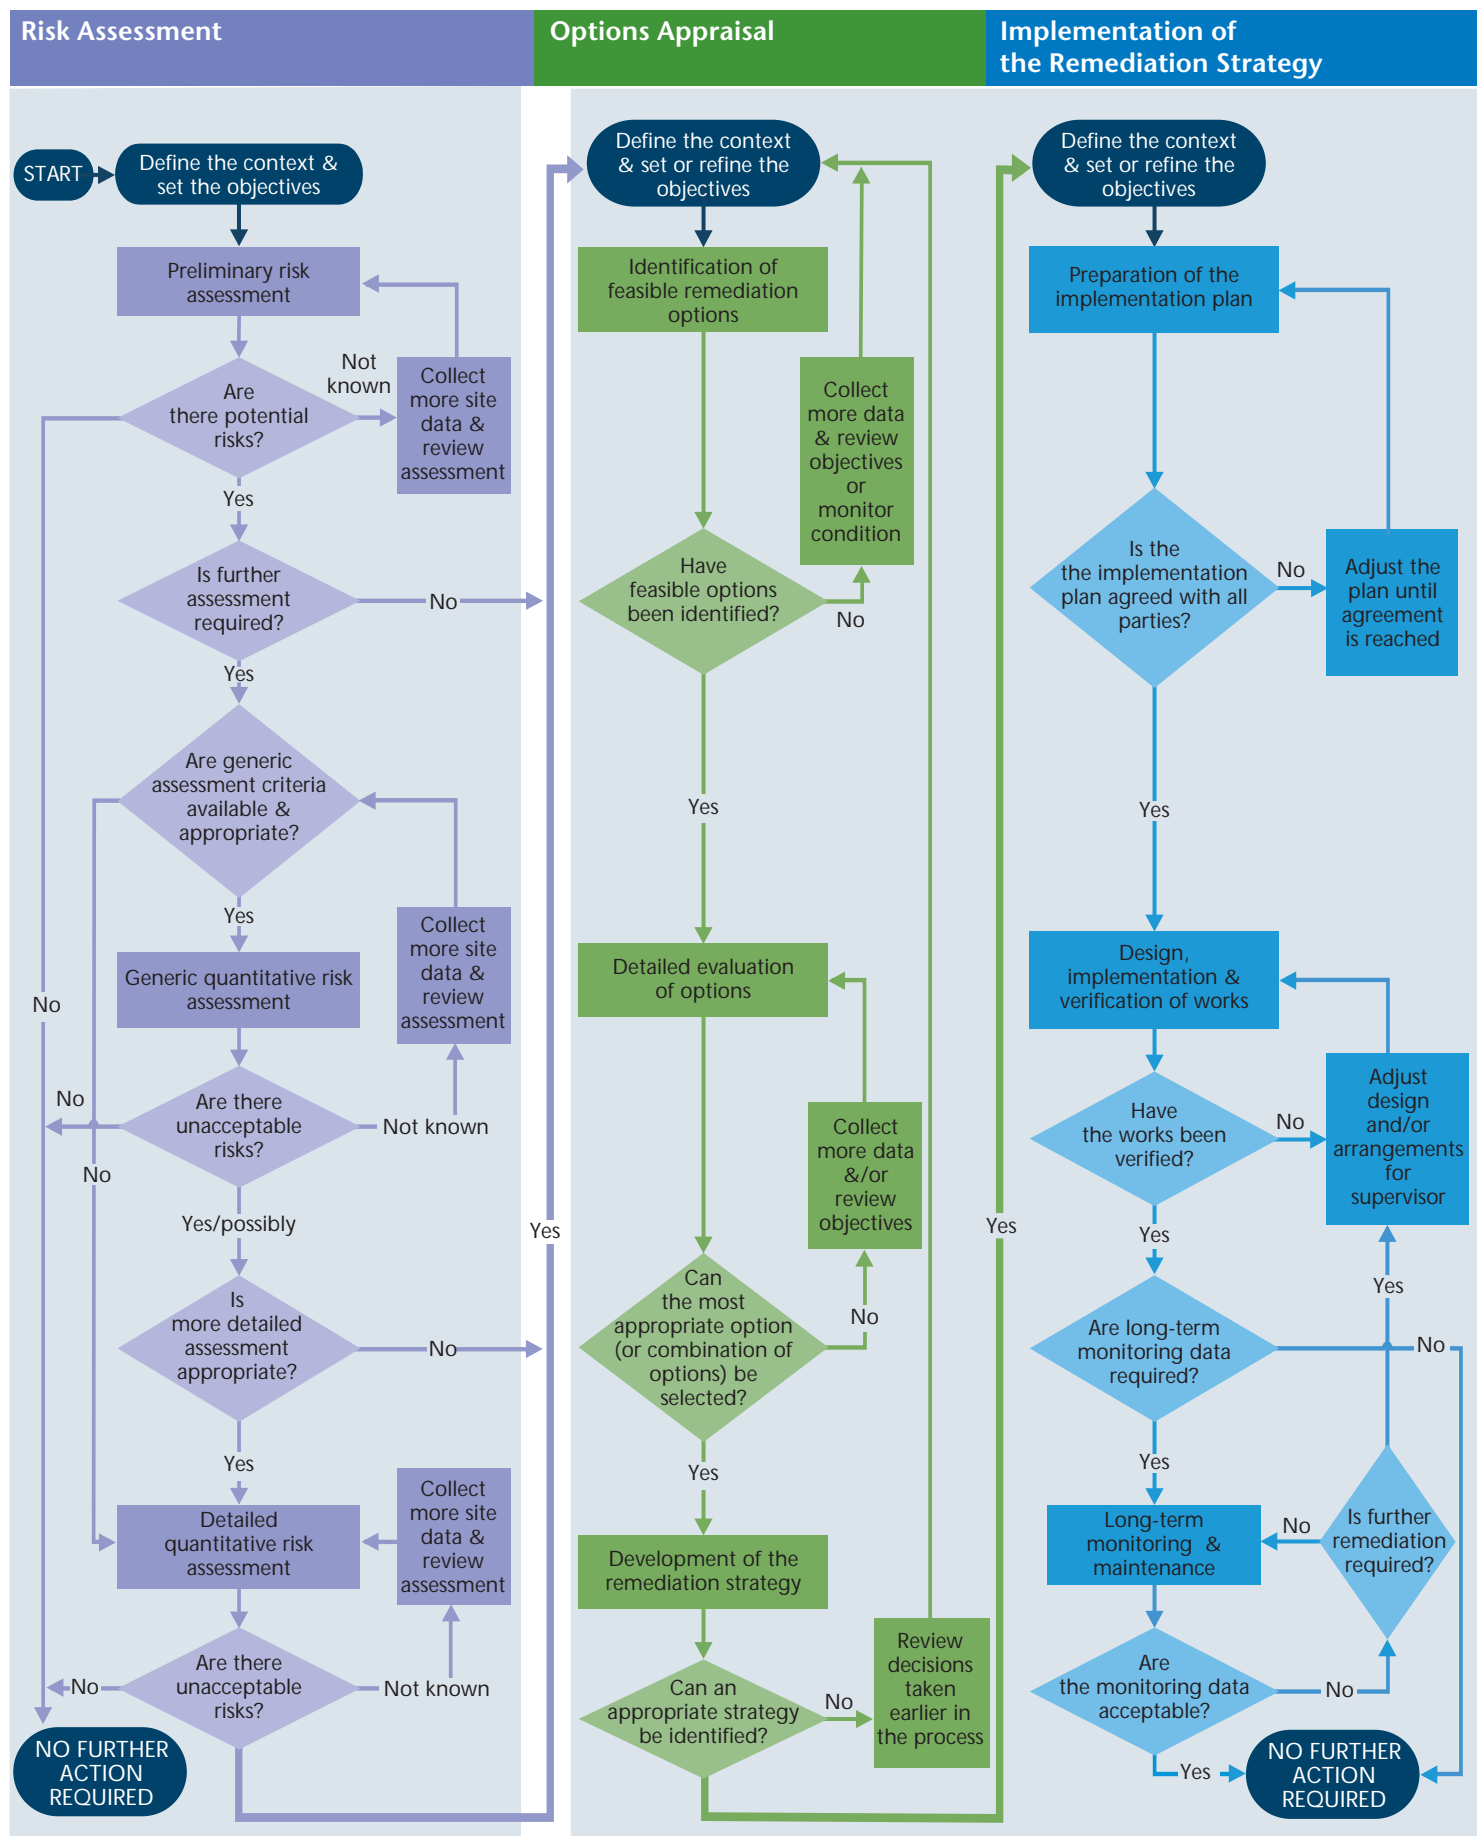 Risk Assessment
Options Appraisal
Implementation of
the Remediation Strategy
START
Define the context &
set the objectives
Preliminary risk
assessment
Not
known
Collect
more site
data &
review
assessment
Are
there potential
risks?
Yes
Is further
assessment
required?
No
Yes
Are generic
assessment criteria
available &
appropriate?
Yes
Collect
more site
data &
review
assessment
Generic quantitative risk
assessment
No
No
Are there
unacceptable
risks?
Not known
No
Yes/possibly
Is
more detailed
assessment
appropriate?
No
Yes
Collect
more site
data &
review
assessment
Detailed
quantitative risk
assessment
Are there
unacceptable
risks?
No
Not known
NO FURTHER
ACTION
REQUIRED
Yes
Define the context
& set or refine the
objectives
Identification of
feasible remediation
options
Collect
more data
& review
objectives
or
monitor
condition
Have
feasible options
been identified?
No
Yes
Detailed evaluation
of options
Collect
more data
&/or
review
objectives
Can
the most
appropriate option
(or combination of
options) be
selected?
No
Yes
Development of the
remediation strategy
Can an
appropriate strategy
be identified?
No
Review
decisions
taken
earlier in
the process
Yes
Define the context
& set or refine the
objectives
Preparation of the
implementation plan
Is the
the implementation
plan agreed with all
parties?
No
Adjust the
plan until
agreement
is reached
Yes
Design,
implementation &
verification of works
Have
the works been
verified?
No
Adjust
design
and/or
arrangements
for
supervisor
Yes
Yes
Are long-term
monitoring data
required?
No
Yes
Long-term
monitoring &
maintenance
No
Is further
remediation
required?
Are
the monitoring data
acceptable?
No
Yes
NO FURTHER
ACTION
REQUIRED